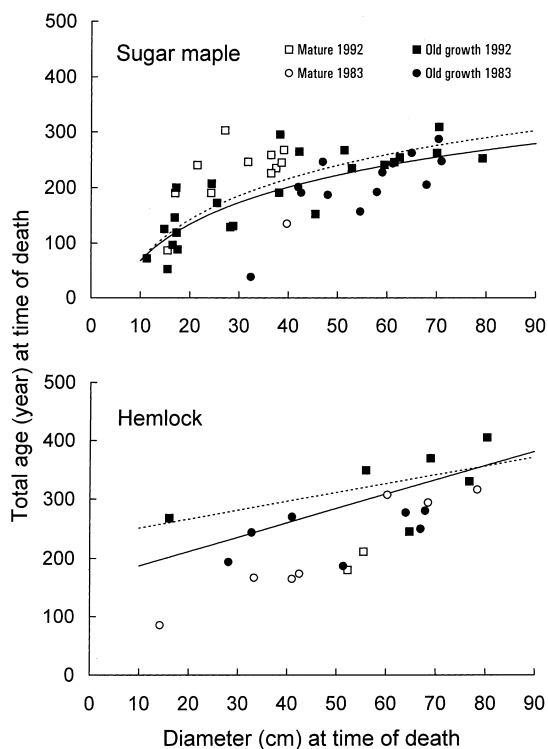 500
Sugar maple
Mature 1992
Old growth 1992
Mature 1983
Old growth 1983
400
300
200
100
0
0 10 20 30 40 50 60 70 80 90
Total age (year) at time of death
500
Hemlock
400
300
200
100
0
0 10 20 30 40 50 60 70 80 90
Diameter (cm) at time of death